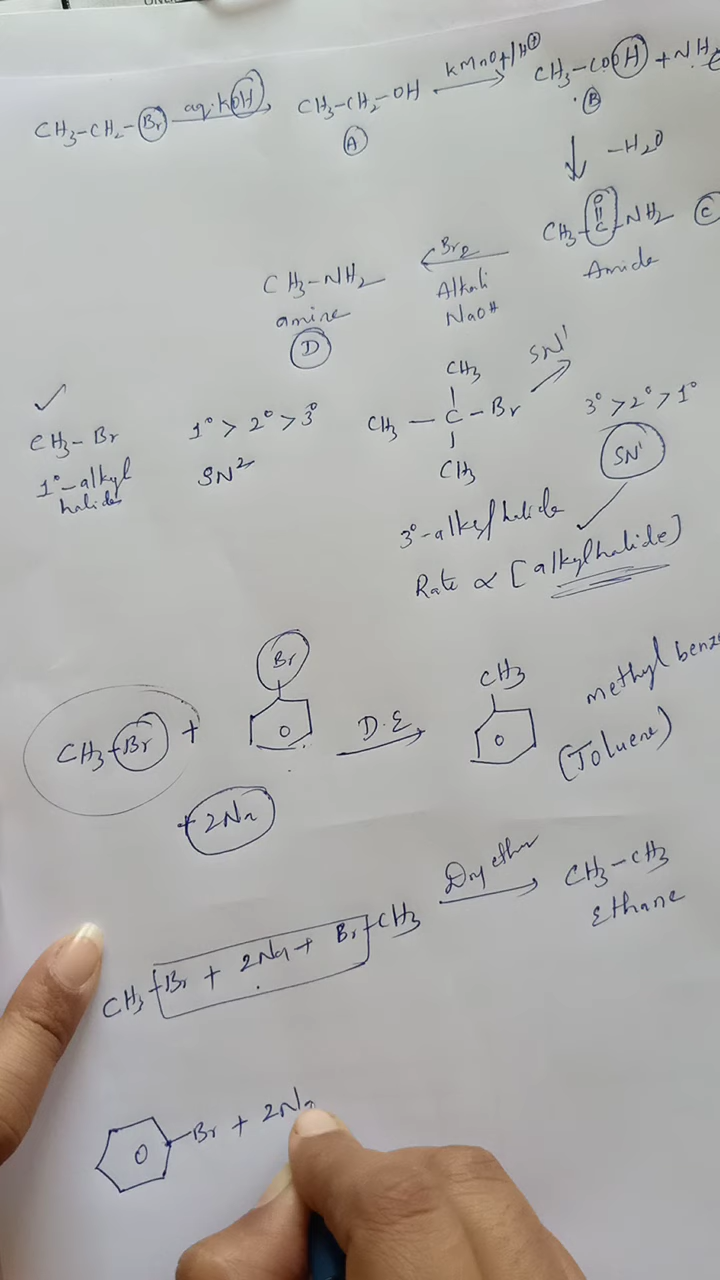 CH3-CH2-Br aq.KOH CH3-CH2-OH KMnO4/H⊕ CH3-COOH + NH3
A
B
-H2O
O
CH3-C-NH2 C
Amide
Br2
Alkali
NaOH
CH3-NH2
amine
D
✓
CH3-Br 1°>2°>3°
1°-alkyl halide SN2
CH3
CH3-C-Br SN1 3°>2°>1°
CH3 SN1
3°-alkyl halide
Rate ∝ [alkyl halide]
Br
CH3-Br + D.E CH3
methyl benz
(Toluene)
+ 2Na
CH3-Br + 2Na + Br-CH3 Dry ether CH3-CH3
Ethane
Br + 2Na